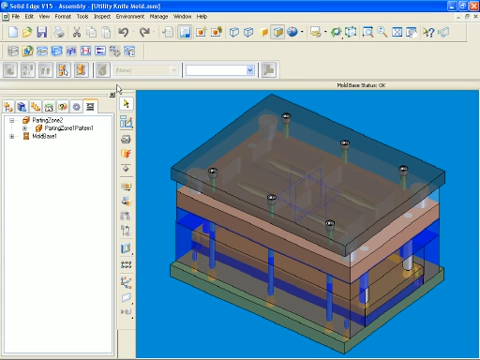 Solid Edge V15 - Assembly - [Utility Knife Mold.asm]
File Edit View Format Tools Inspect Environment Manage Window Help
(None)
Mold Base Status: OK
PartingZone2
PartingZone1Pattern1
MoldBase1